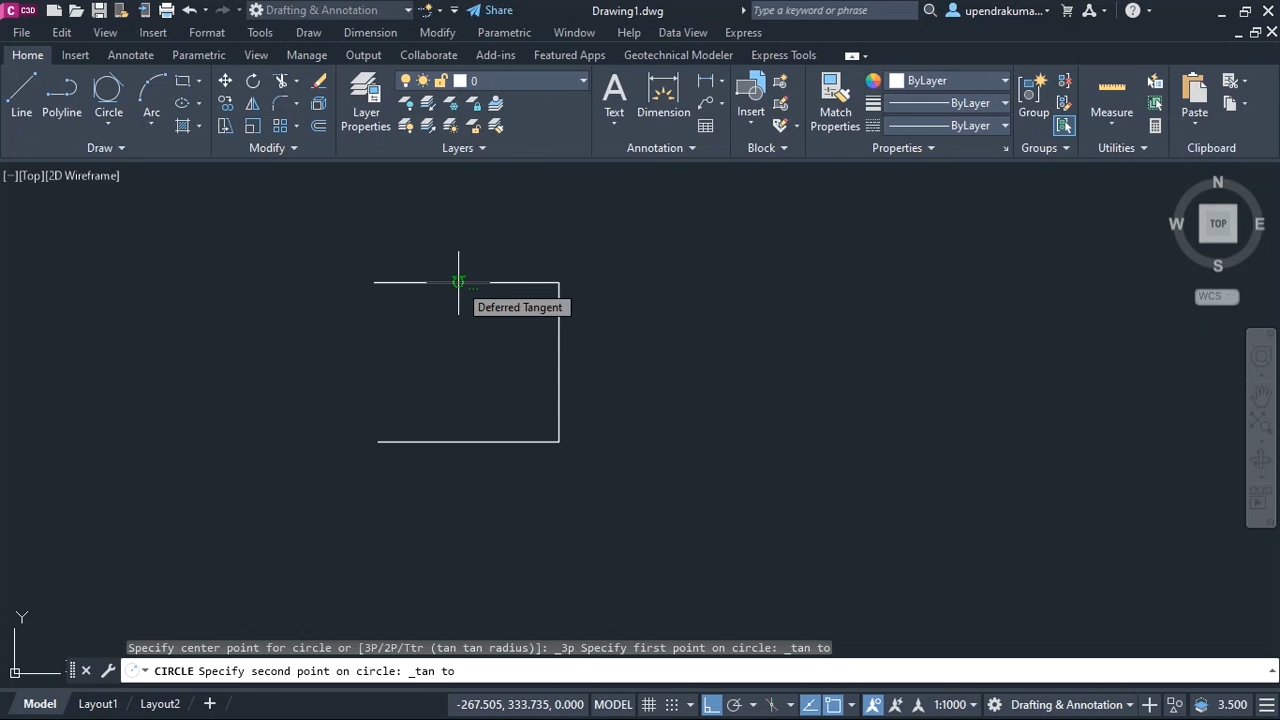 C3D Drafting & Annotation Share Drawing1.dwg Type a keyword or phrase upendrakuma...
File Edit View Insert Format Tools Draw Dimension Modify Parametric Window Help Data View Express
Home Insert Annotate Parametric View Manage Output Collaborate Add-ins Featured Apps Geotechnical Modeler Express Tools
0 ByLayer
ByLayer
Line Polyline Circle Arc Layer Properties Text Dimension Insert Match Properties Group Measure Paste
ByLayer
Draw Modify Layers Annotation Block Properties Groups Utilities Clipboard
[−][Top][2D Wireframe]
N
W TOP E
S
WCS
Deferred Tangent
Y
Specify center point for circle or [3P/2P/Ttr (tan tan radius)]: _3p Specify first point on circle: _tan to
CIRCLE Specify second point on circle: _tan to
Model Layout1 Layout2 + -267.505, 333.735, 0.000 MODEL 1:1000 Drafting & Annotation 3.500